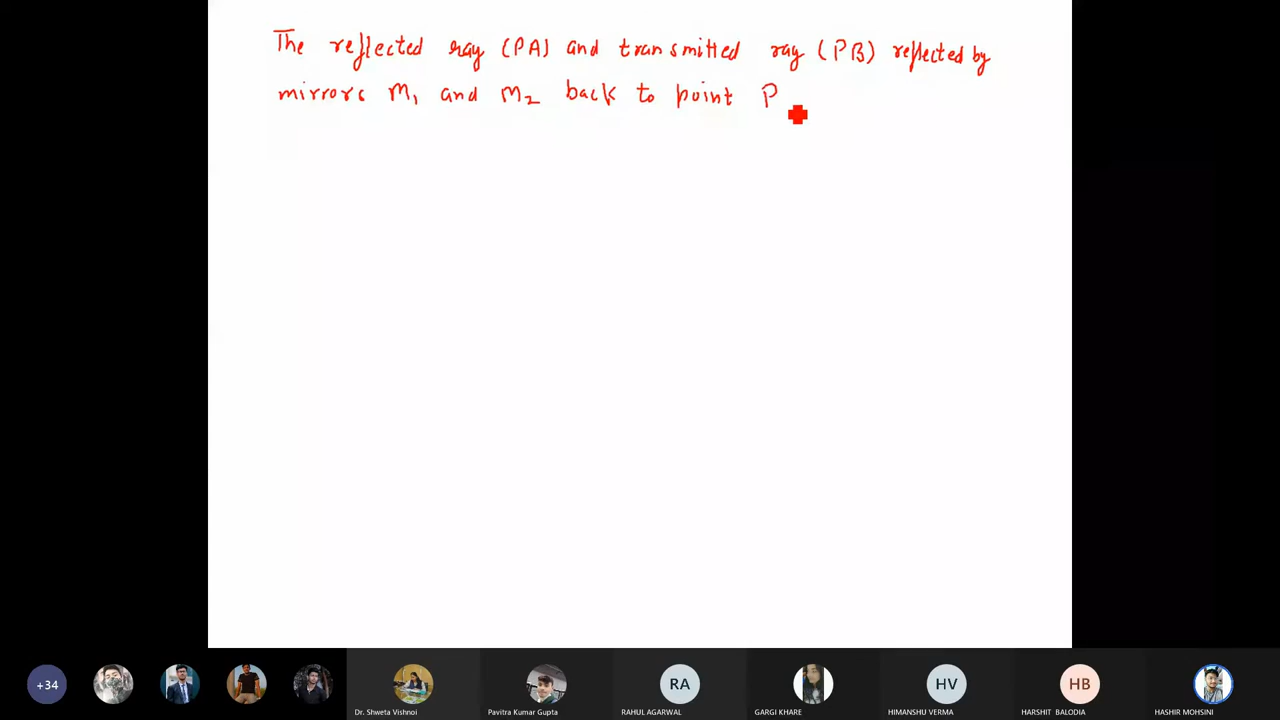 The reflected ray (PA) and transmitted ray (PB) reflected by
mirrors M1 and M2 back to point P
+34
Dr. Shweta Vishnoi
Pavitra Kumar Gupta
RA
RAHUL AGARWAL
GARGI KHARE
HV
HIMANSHU VERMA
HB
HARSHIT BALODIA
HASHIR MOHSINI